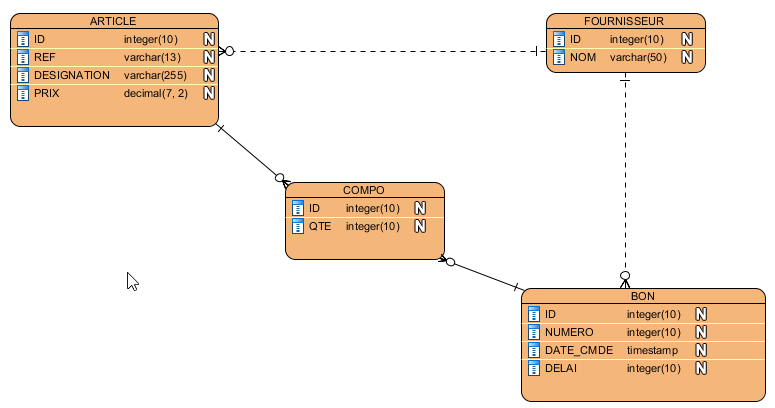 ARTICLE
ID integer(10) N
REF varchar(13) N
DESIGNATION varchar(255) N
PRIX decimal(7, 2) N
FOURNISSEUR
ID integer(10) N
NOM varchar(50) N
COMPO
ID integer(10) N
QTE integer(10) N
BON
ID integer(10) N
NUMERO integer(10) N
DATE_CMDE timestamp N
DELAI integer(10) N